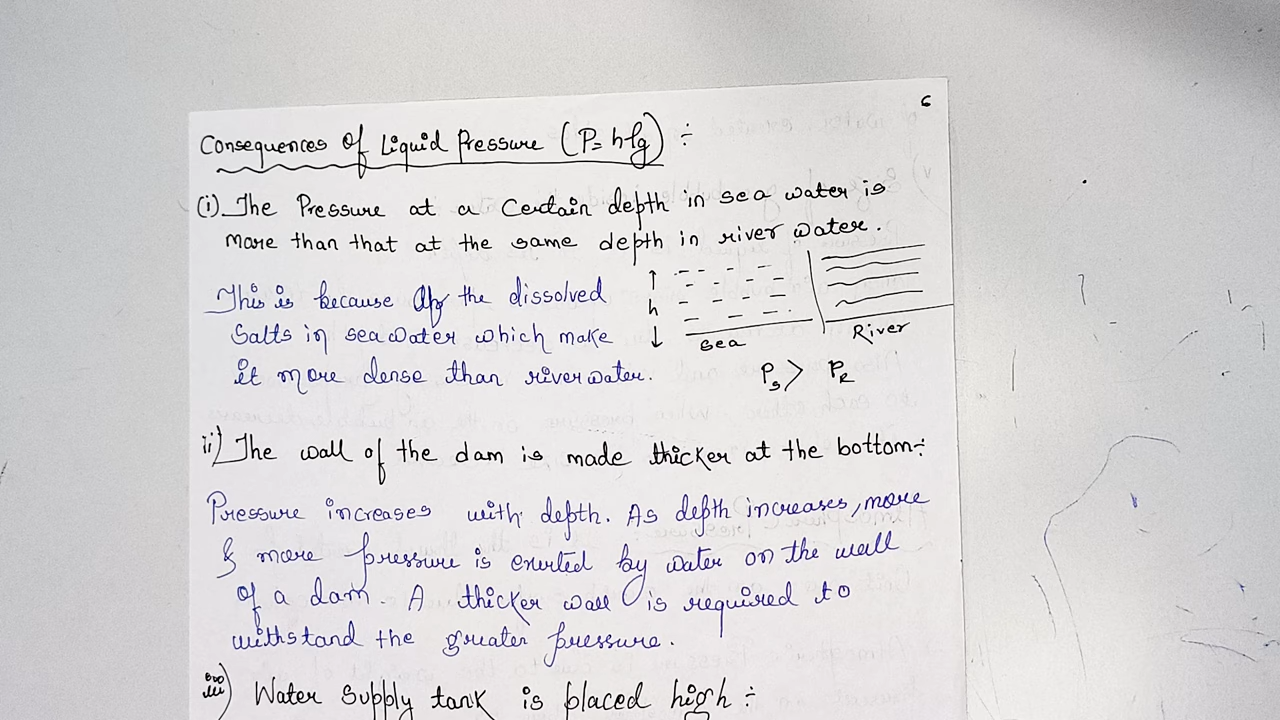 6
Consequences of Liquid Pressure (P= hρg) ÷
(i) The Pressure at a certain depth in sea water is
more than that at the same depth in river water.
This is because of the dissolved
salts in sea water which make
it more dense than river water.
h
sea
River
Ps > PR
ii) The wall of the dam is made thicker at the bottom÷
Pressure increases with depth. As depth increases, more
& more pressure is exerted by water on the wall
of a dam. A thicker wall is required to
withstand the greater pressure.
iii) Water supply tank is placed high ÷